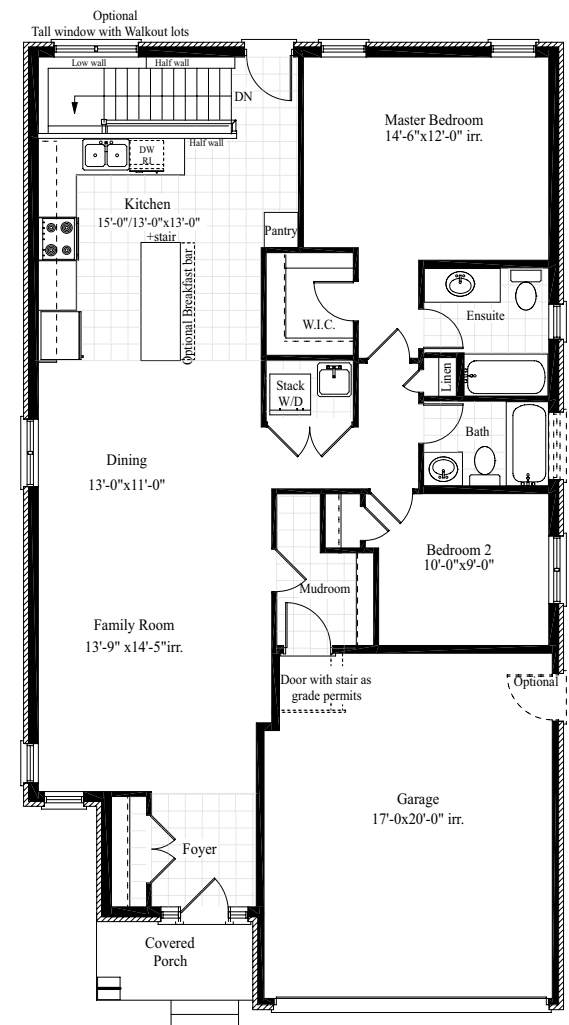 Optional
Tall window with Walkout lots
Low wall
Half wall
DN
Half wall
DW
RI
Master Bedroom
14'-6"x12'-0" irr.
Kitchen
15'-0"/13'-0"x13'-0"
+stair
Pantry
Optional Breakfast bar
W.I.C.
Ensuite
Linen
Stack
W/D
Bath
Dining
13'-0"x11'-0"
Bedroom 2
10'-0"x9'-0"
Mudroom
Family Room
13'-9" x14'-5"irr.
Door with stair as
grade permits
Optional
Garage
17'-0x20'-0" irr.
Foyer
Covered
Porch